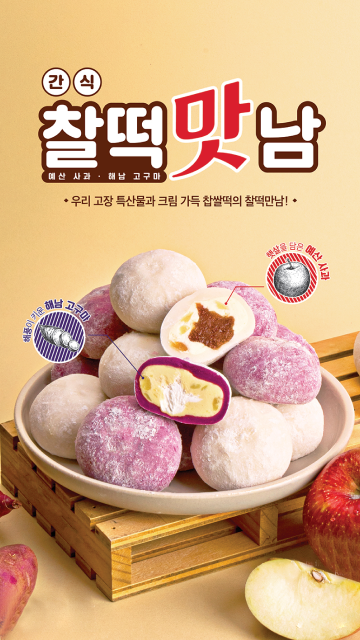 간식
찰떡맛남
예산 사과 · 해남 고구마
우리 고장 특산물과 크림 가득 찹쌀떡의 찰떡만남!
햇살을 담은 예산 사과
해풍이 키운 해남 고구마